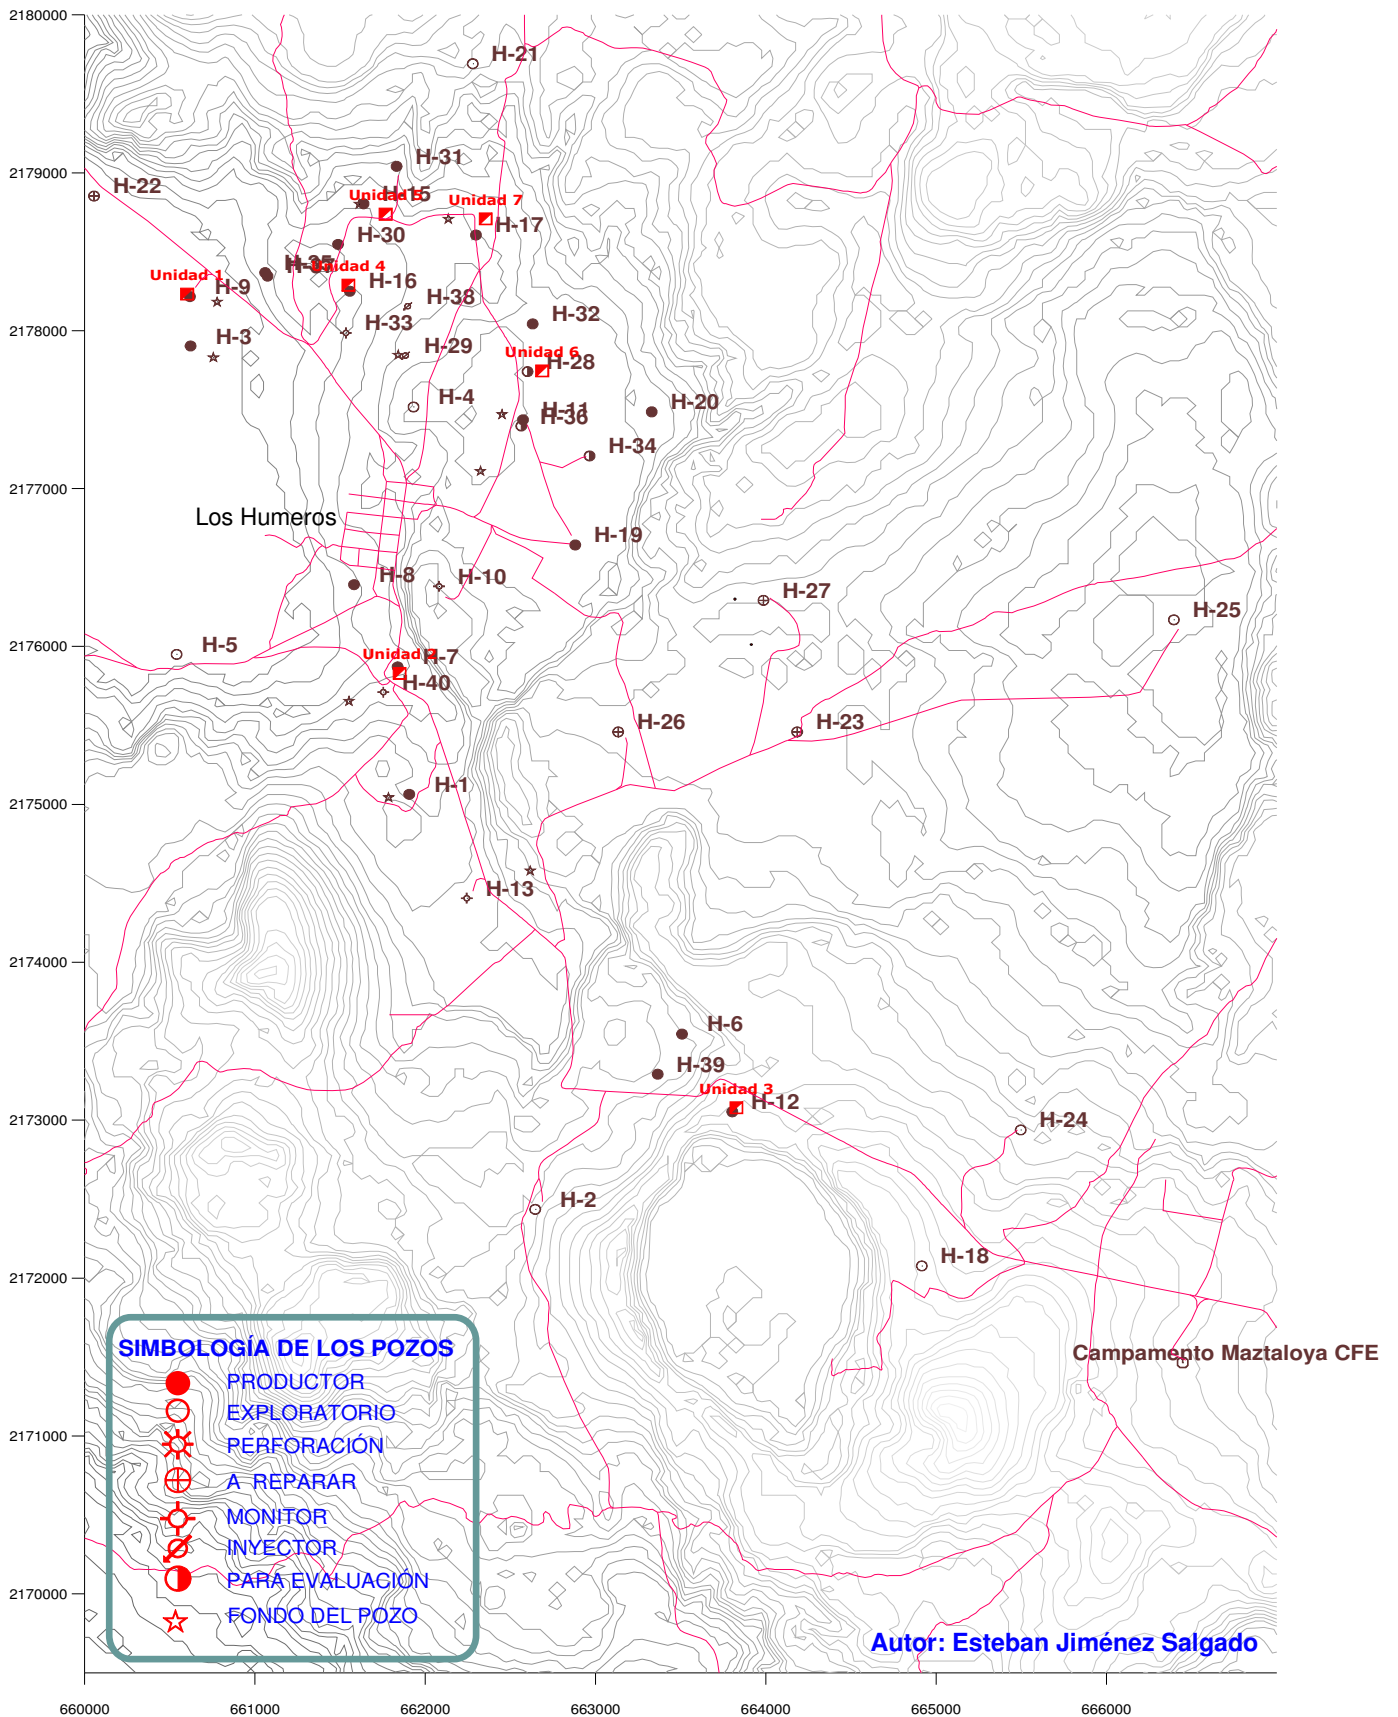 2180000
H-21
2179000
H-31
H-22
H-15
Unidad 5
Unidad 7
H-17
H-30
H-35
Unidad 4
Unidad 1
H-9
H-16
H-38
2178000
H-3
H-33
H-32
H-29
Unidad 6
H-28
H-4
H-11
H-36
H-20
H-34
2177000
Los Humeros
H-19
H-8
H-10
H-27
H-25
2176000
H-5
Unidad 2
H-7
H-40
H-26
H-23
2175000
H-1
H-13
2174000
H-6
H-39
Unidad 3
H-12
2173000
H-24
H-2
2172000
H-18
SIMBOLOGÍA DE LOS POZOS
PRODUCTOR
EXPLORATORIO
PERFORACIÓN
A REPARAR
MONITOR
INYECTOR
PARA EVALUACIÓN
FONDO DEL POZO
Campamento Maztaloya CFE
2171000
2170000
Autor: Esteban Jiménez Salgado
660000
661000
662000
663000
664000
665000
666000